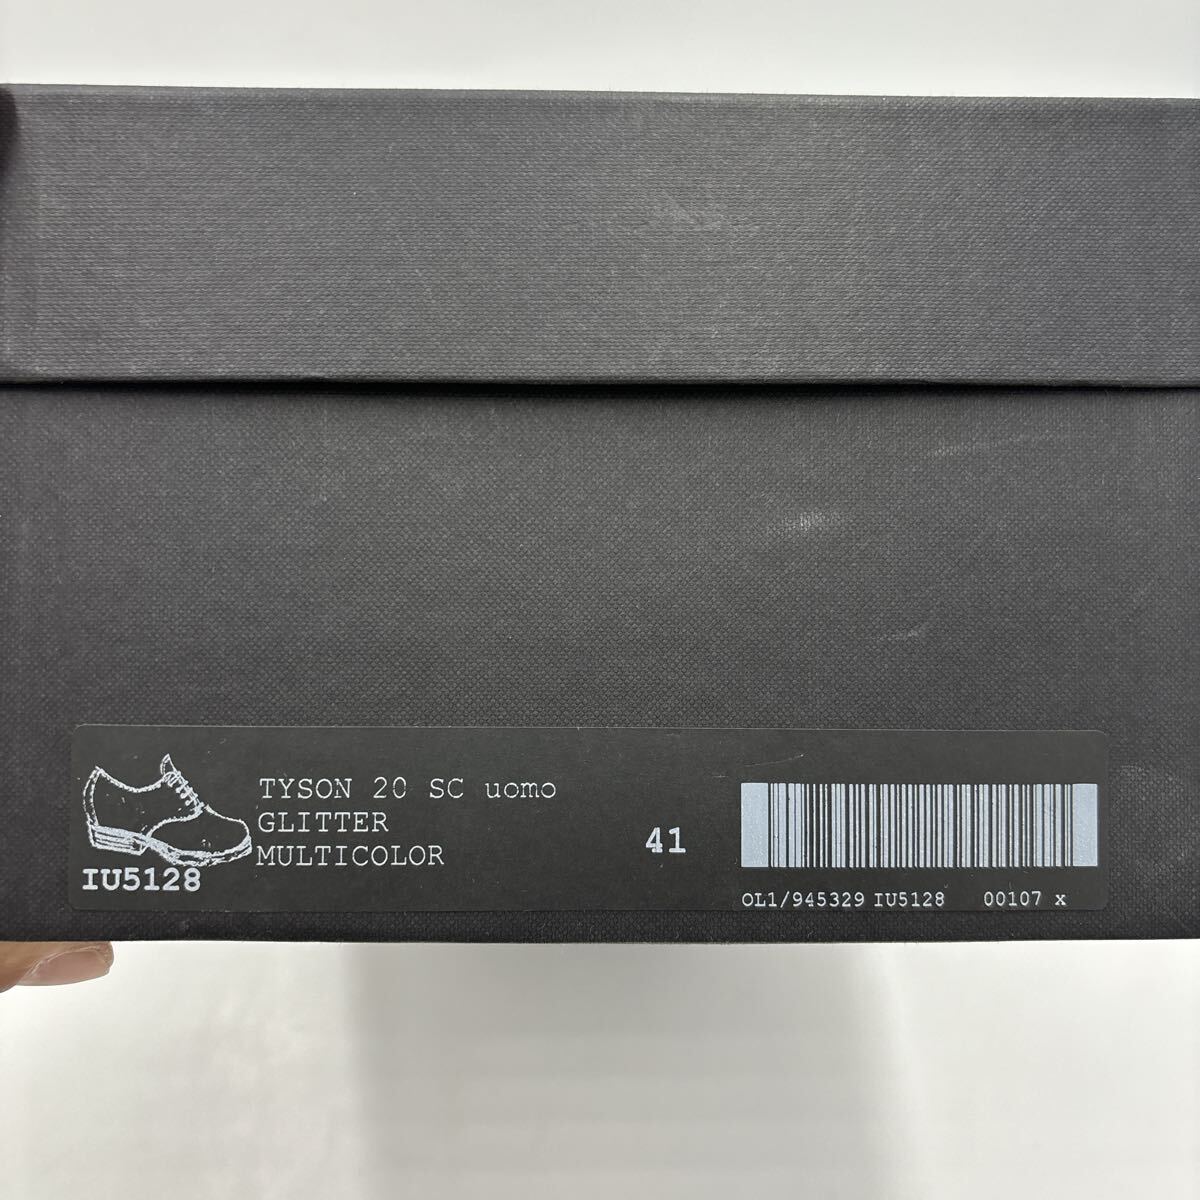 TYSON 20 SC uomo
GLITTER
MULTICOLOR
IU5128
41
OL1/945329 IU5128 00107 x